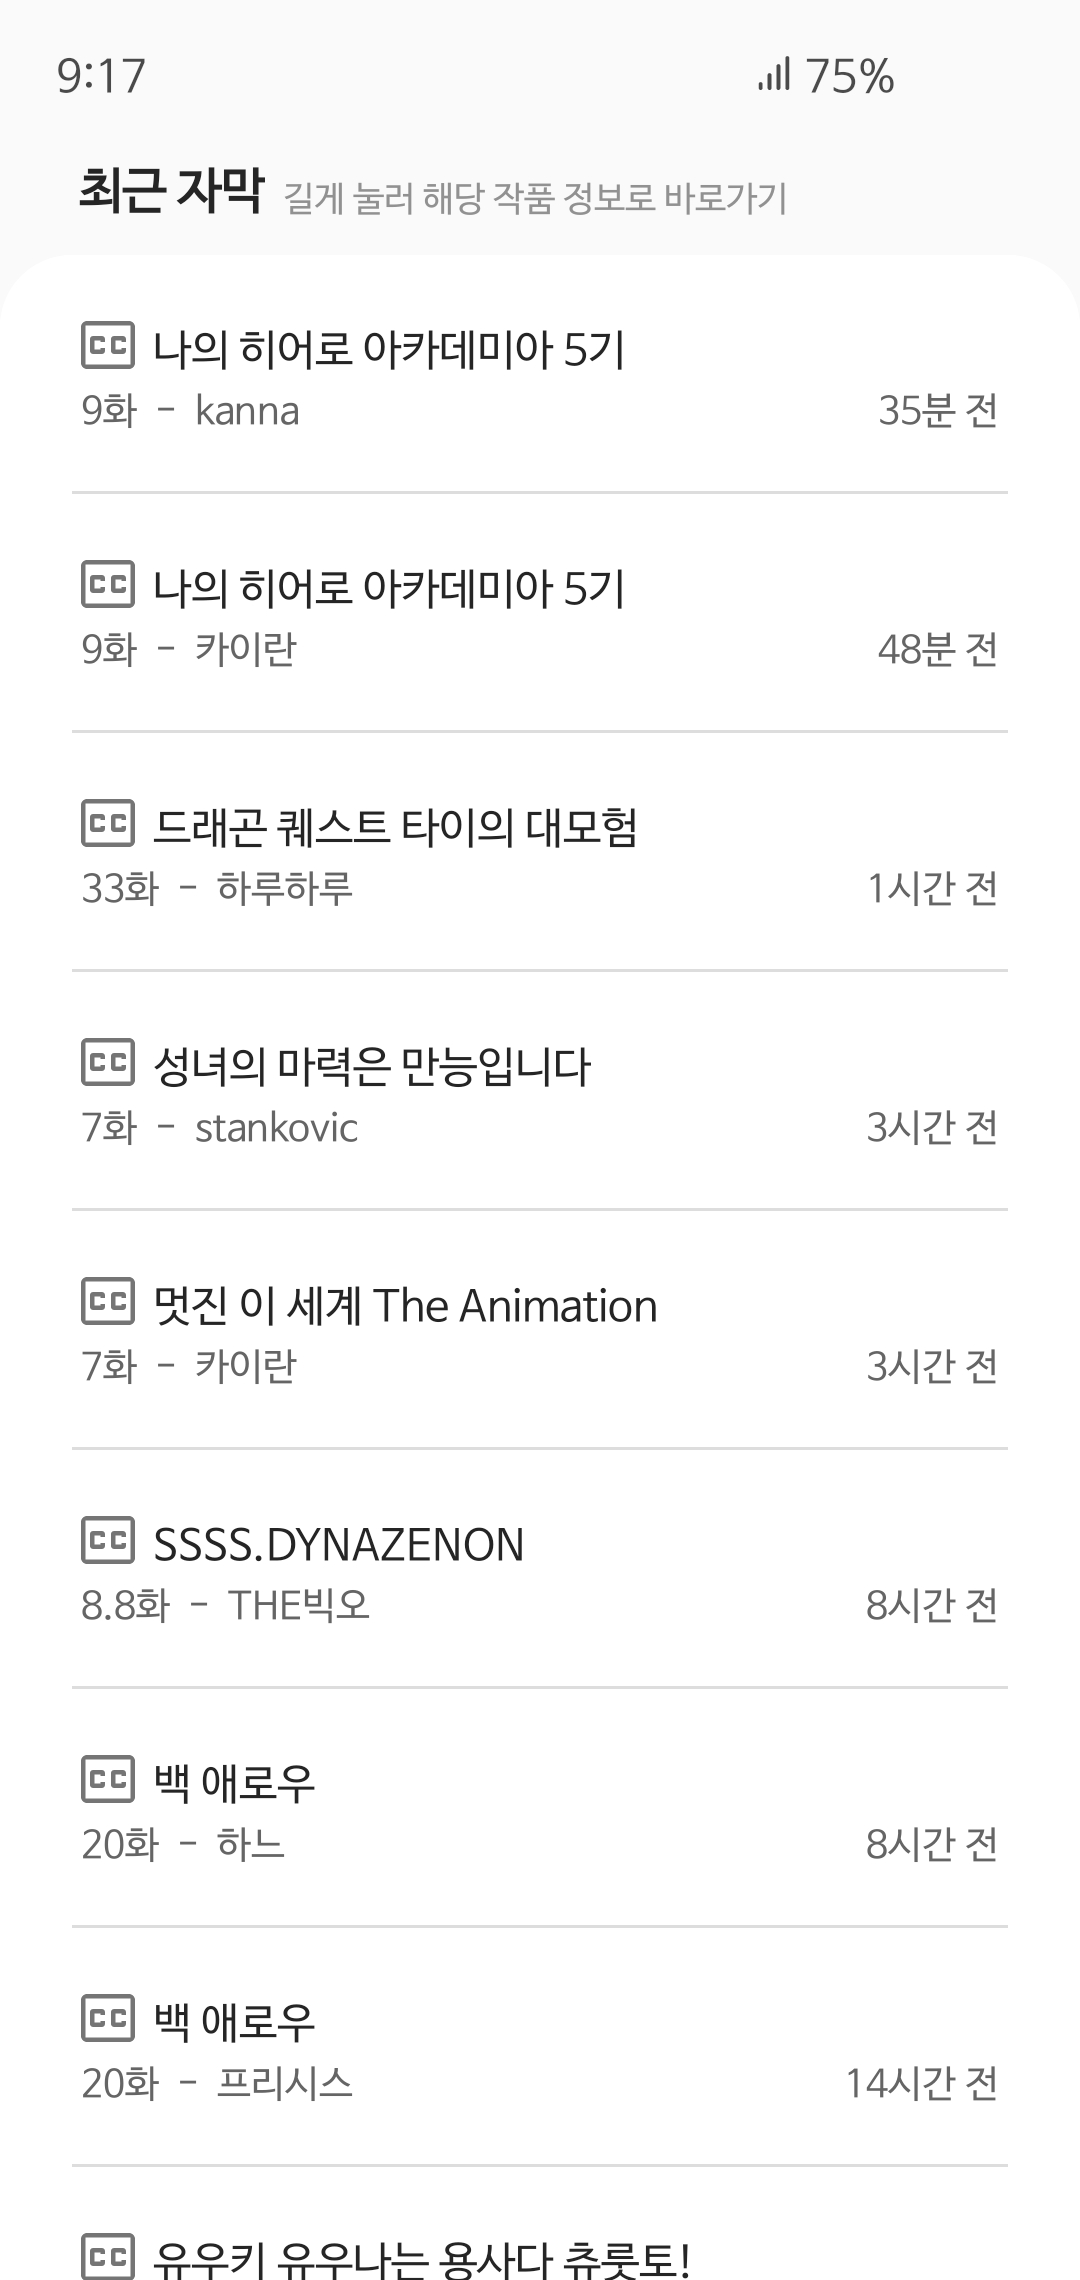 9:17 75%
최근 자막 길게 눌러 해당 작품 정보로 바로가기
CC 나의 히어로 아카데미아 5기
9화 - kanna 35분 전
CC 나의 히어로 아카데미아 5기
9화 - 카이란 48분 전
CC 드래곤 퀘스트 타이의 대모험
33화 - 하루하루 1시간 전
CC 성녀의 마력은 만능입니다
7화 - stankovic 3시간 전
CC 멋진 이 세계 The Animation
7화 - 카이란 3시간 전
CC SSSS.DYNAZENON
8.8화 - THE빅오 8시간 전
CC 백 애로우
20화 - 하느 8시간 전
CC 백 애로우
20화 - 프리시스 14시간 전
CC 유우키 유우나는 용사다 츄룻토!